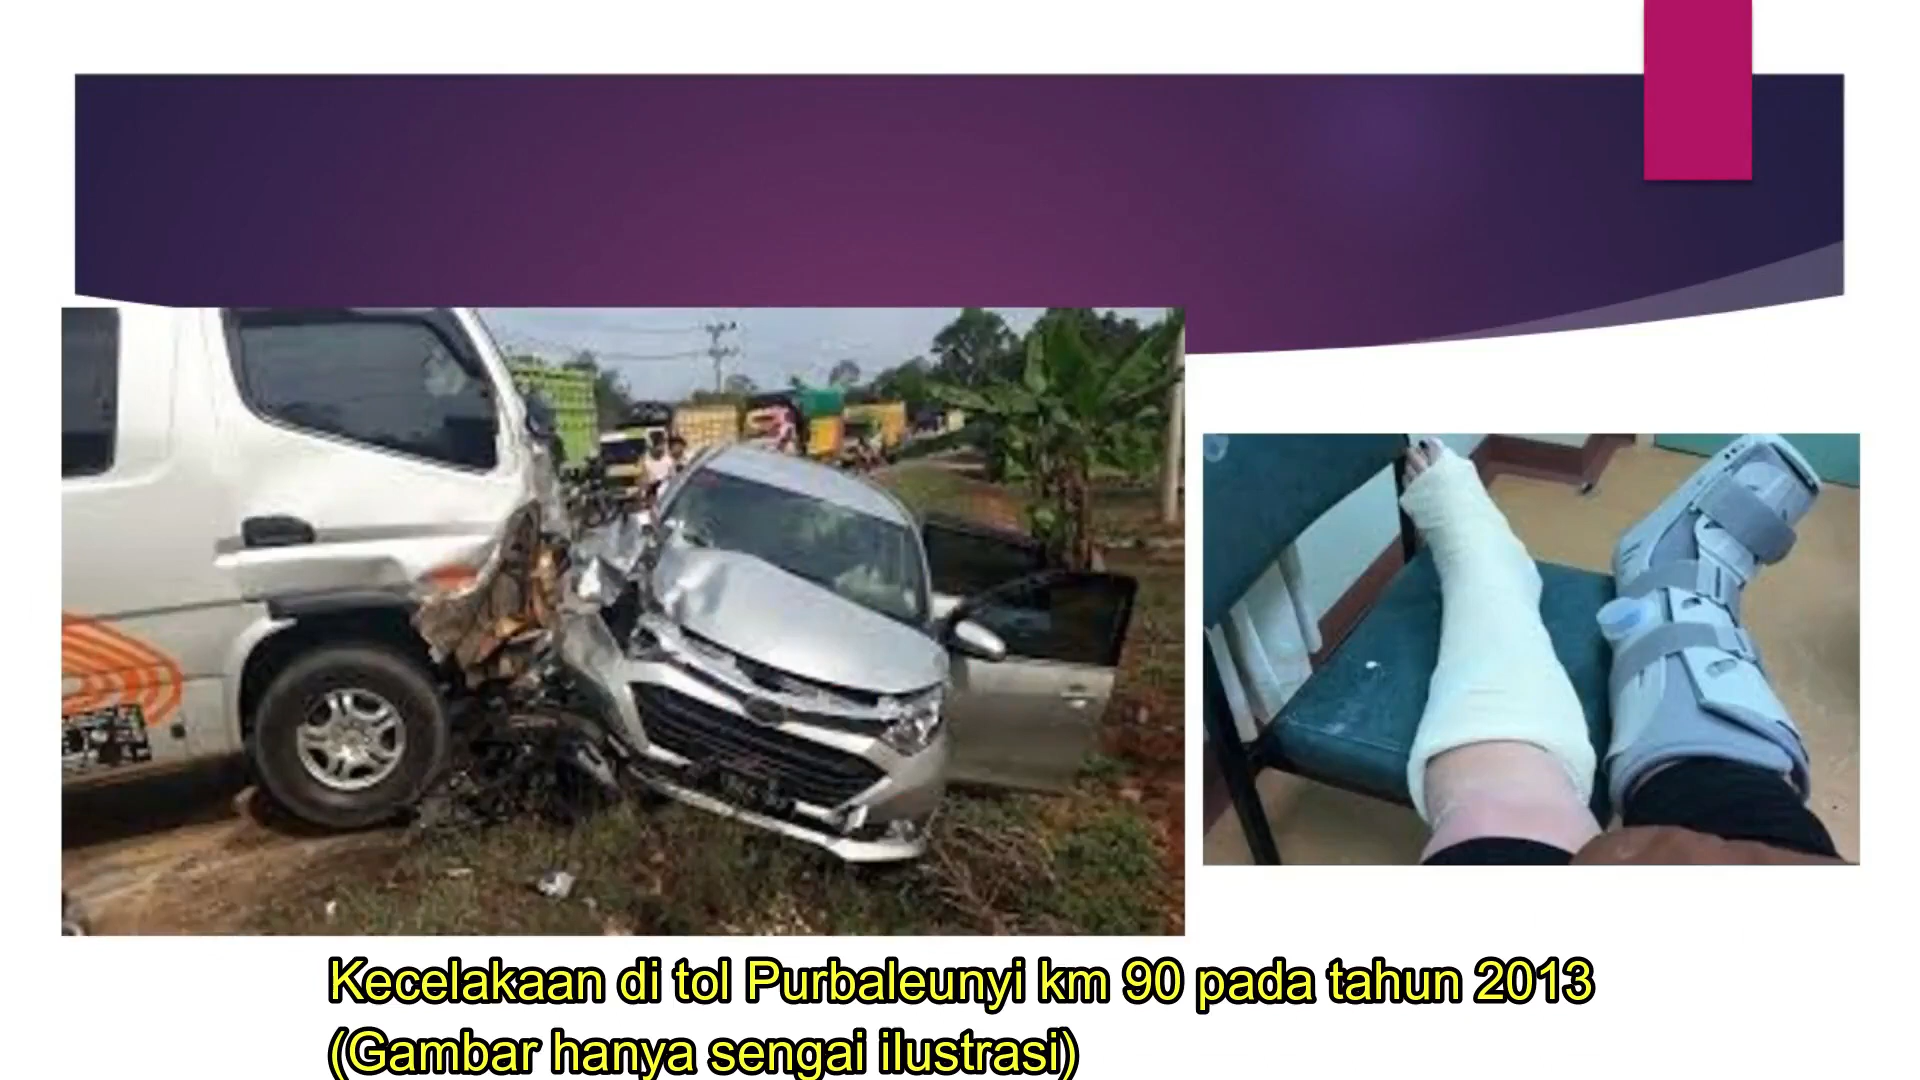 Kecelakaan di tol Purbaleunyi km 90 pada tahun 2013
(Gambar hanya sengai ilustrasi)